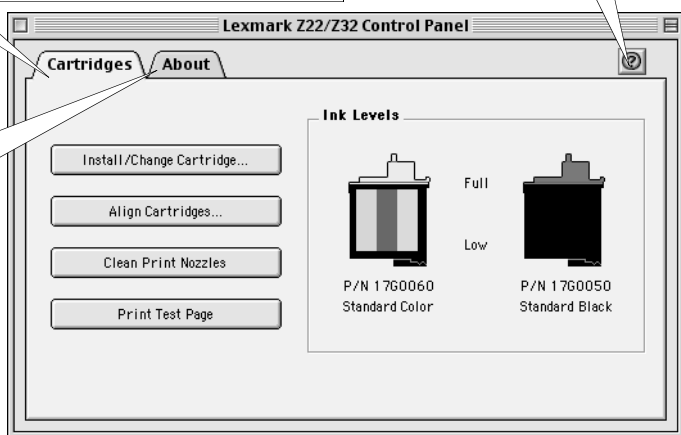 Lexmark Z22/Z32 Control Panel
Cartridges About ?
Ink Levels
Install/Change Cartridge...
Align Cartridges...
Clean Print Nozzles
Print Test Page
Full
Low
P/N 17G0060
Standard Color
P/N 17G0050
Standard Black